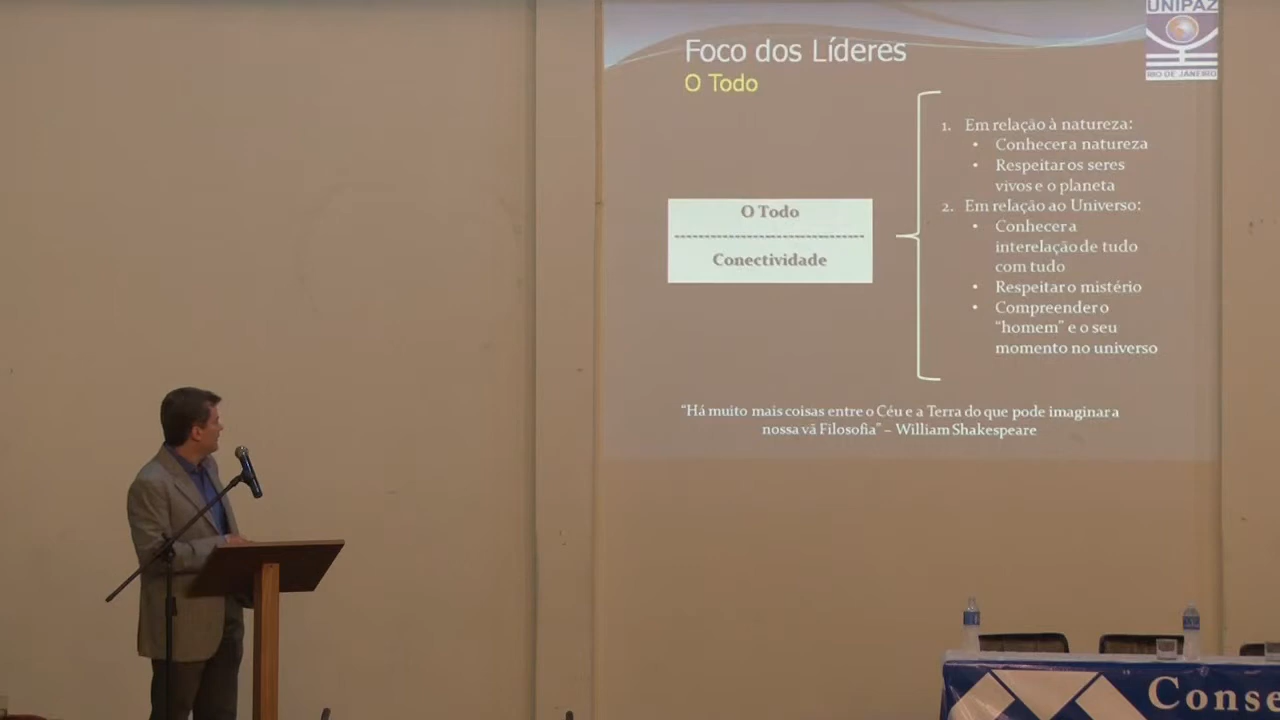 UNIPAZ
RIO DE JANEIRO
Foco dos Líderes
O Todo
1. Em relação à natureza:
• Conhecer a natureza
• Respeitar os seres
vivos e o planeta
2. Em relação ao Universo:
• Conhecer a
interelação de tudo
com tudo
• Respeitar o mistério
• Compreender o
"homem" e o seu
momento no universo
O Todo
Conectividade
"Há muito mais coisas entre o Céu e a Terra do que pode imaginar a
nossa vã Filosofia" – William Shakespeare
Conse